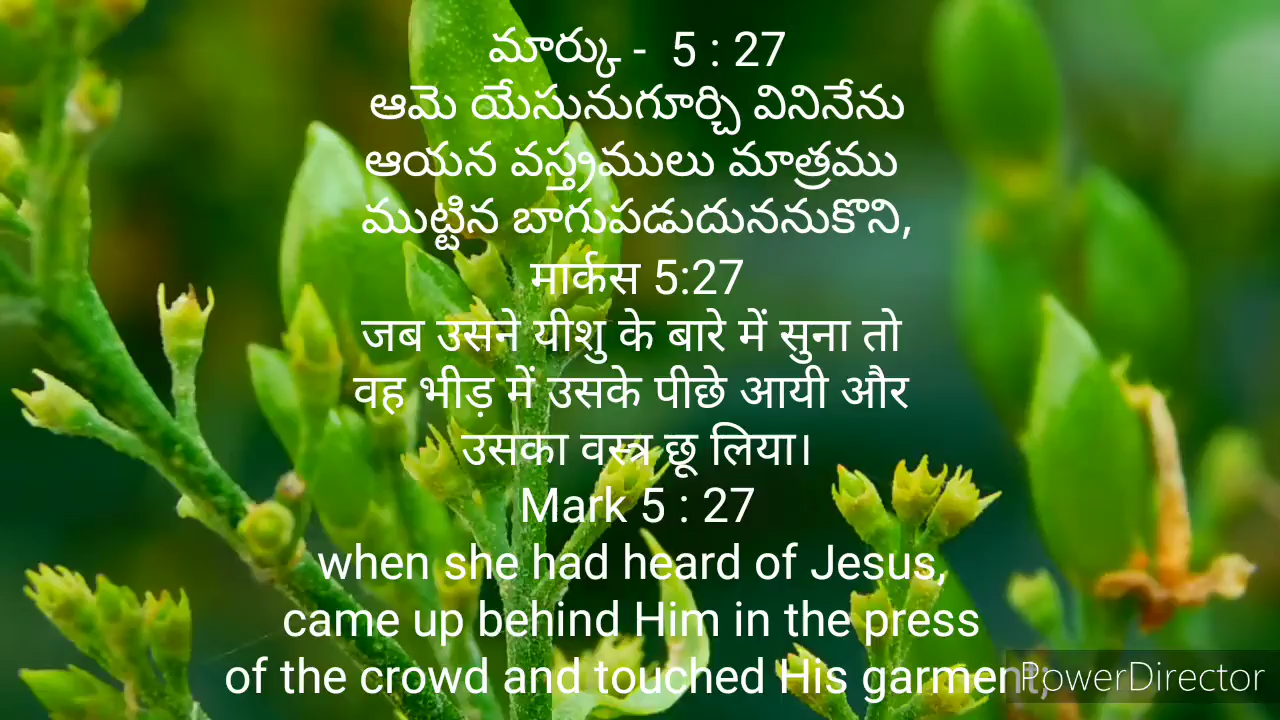 మార్కు - 5 : 27
ఆమె యేసునుగూర్చి వినినేను
ఆయన వస్త్రములు మాత్రము
ముట్టిన బాగుపడుదుననుకొని,
मार्कस 5:27
जब उसने यीशु के बारे में सुना तो
वह भीड़ में उसके पीछे आयी और
उसका वस्त्र छू लिया।
Mark 5 : 27
when she had heard of Jesus,
came up behind Him in the press
of the crowd and touched His garment;
PowerDirector